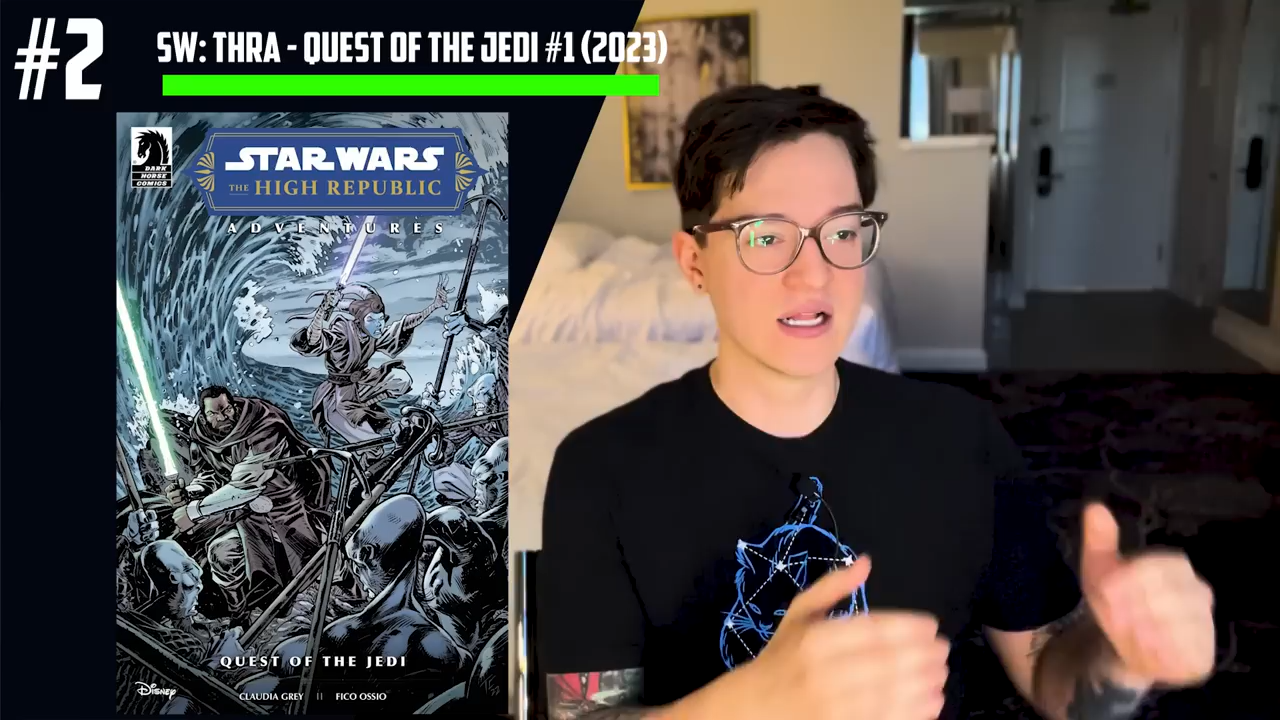 #2
SW: THRA - QUEST OF THE JEDI #1 (2023)
DARK
HORSE
COMICS
STAR WARS
THE HIGH REPUBLIC
ADVENTURES
QUEST OF THE JEDI
Disney
CLAUDIA GREY || FICO OSSIO